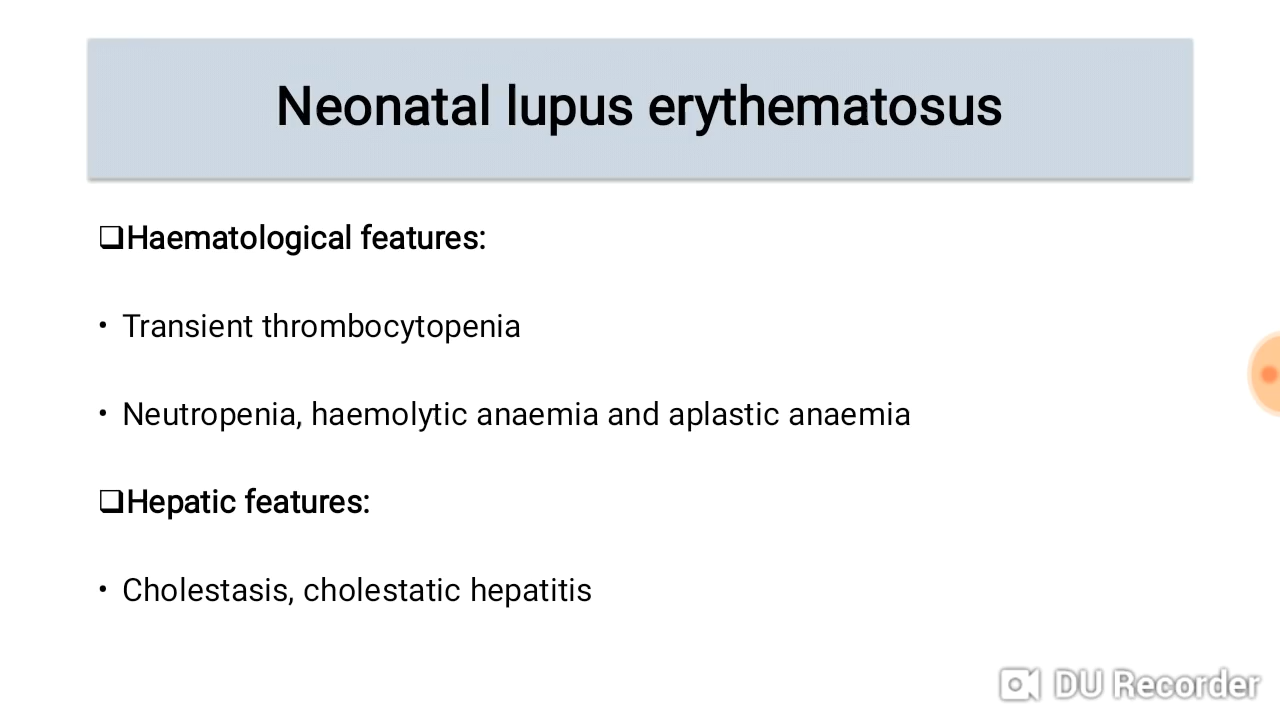 Neonatal lupus erythematosus
❑Haematological features:
• Transient thrombocytopenia
• Neutropenia, haemolytic anaemia and aplastic anaemia
❑Hepatic features:
• Cholestasis, cholestatic hepatitis
DU Recorder